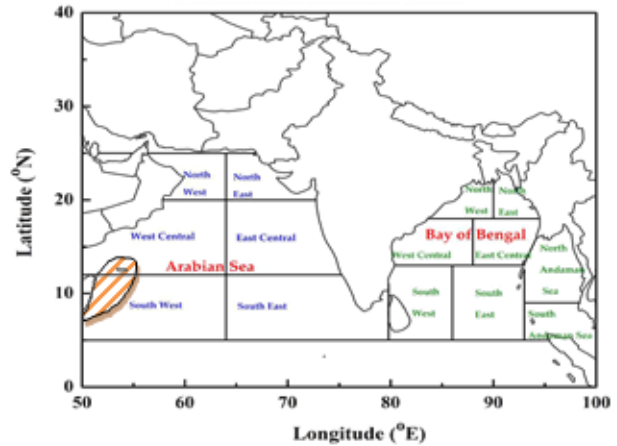 40
30
20
10
0
Latitude (°N)
North
West
North
East
West Central
East Central
Arabian Sea
South West
South East
North
West
North
East
Bay of Bengal
West Central
East Central
North
Andaman
Sea
South
West
South
East
South
Andaman Sea
50
60
70
80
90
100
Longitude (°E)